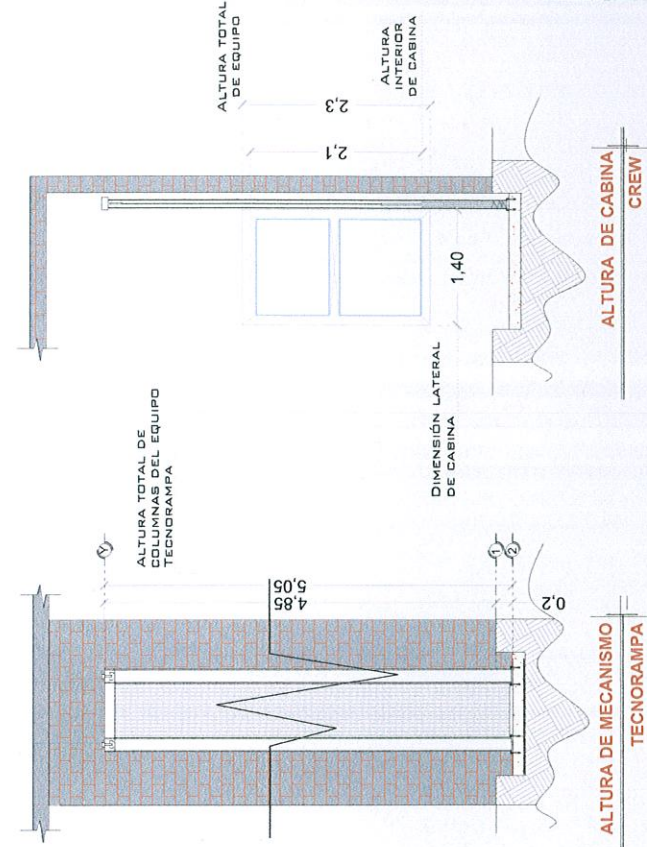 ALTURA TOTAL DE
COLUMNAS DEL EQUIPO
TECNORAMPA
Y
5,05
4,85
1
2
0,2
ALTURA DE MECANISMO
TECNORAMPA
ALTURA TOTAL
DE EQUIPO
2,3
2,1
ALTURA
INTERIOR
DE CABINA
1,40
DIMENSIÓN LATERAL
DE CABINA
ALTURA DE CABINA
CREW